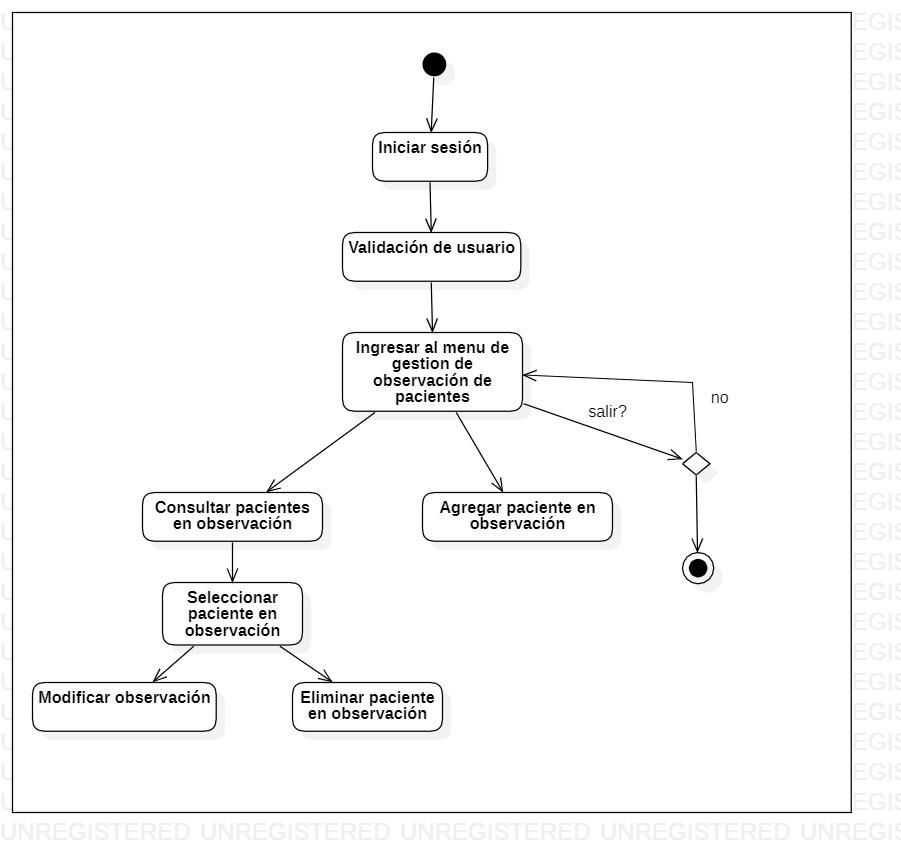 Iniciar sesión
Validación de usuario
Ingresar al menu de
gestion de
observación de
pacientes
no
salir?
Consultar pacientes
en observación
Agregar paciente en
observación
Seleccionar
paciente en
observación
Modificar observación
Eliminar paciente
en observación
UNREGISTERED UNREGISTERED UNREGISTERED UNREGISTERED UNREGIS